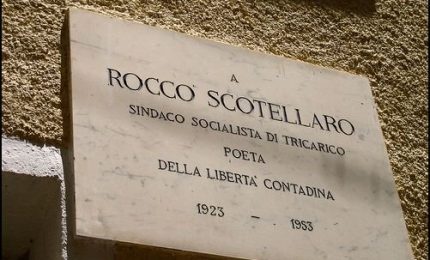 A
ROCCO SCOTELLARO
SINDACO SOCIALISTA DI TRICARICO
POETA
DELLA LIBERTA' CONTADINA
1923 - 1953